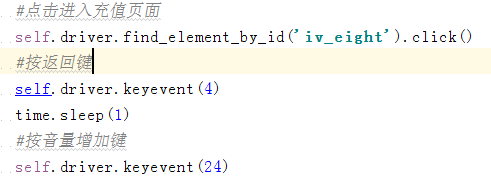 #点击进入充值页面
self.driver.find_element_by_id('iv_eight').click()
#按返回键
self.driver.keyevent(4)
time.sleep(1)
#按音量增加键
self.driver.keyevent(24)